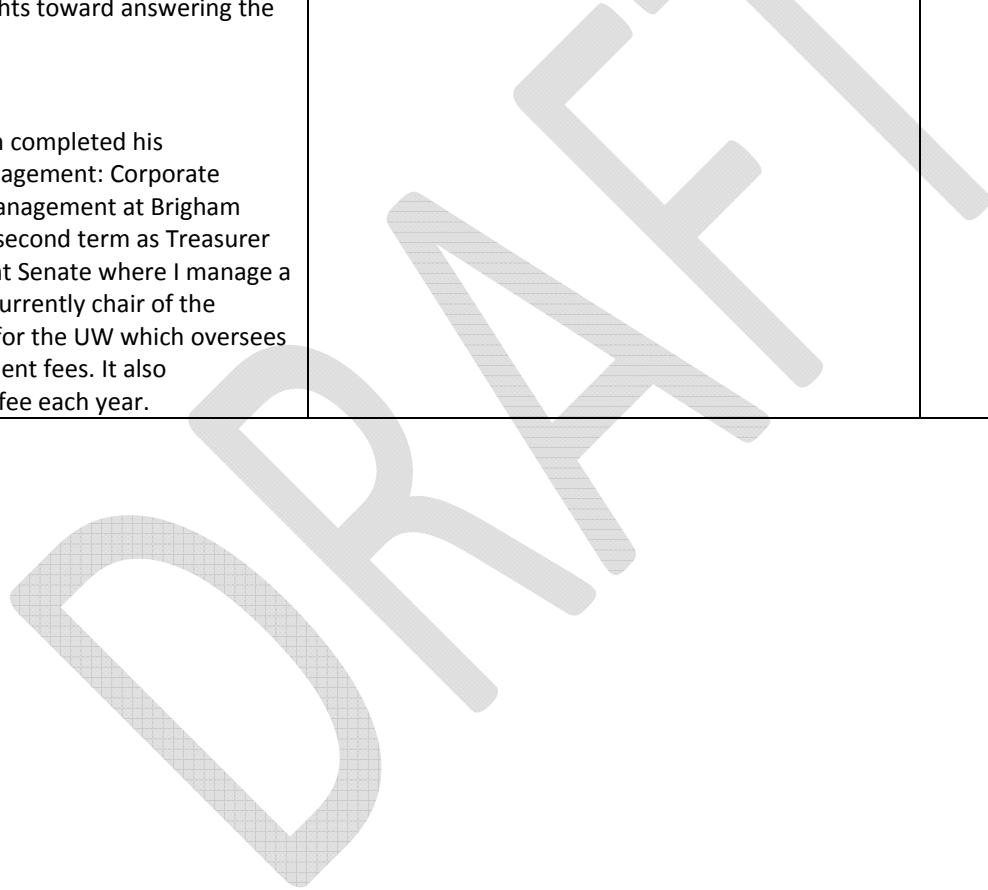 hts toward answering the
completed his
agement: Corporate
anagement at Brigham
second term as Treasurer
t Senate where I manage a
urrently chair of the
for the UW which oversees
ent fees. It also
fee each year.
DRAFT